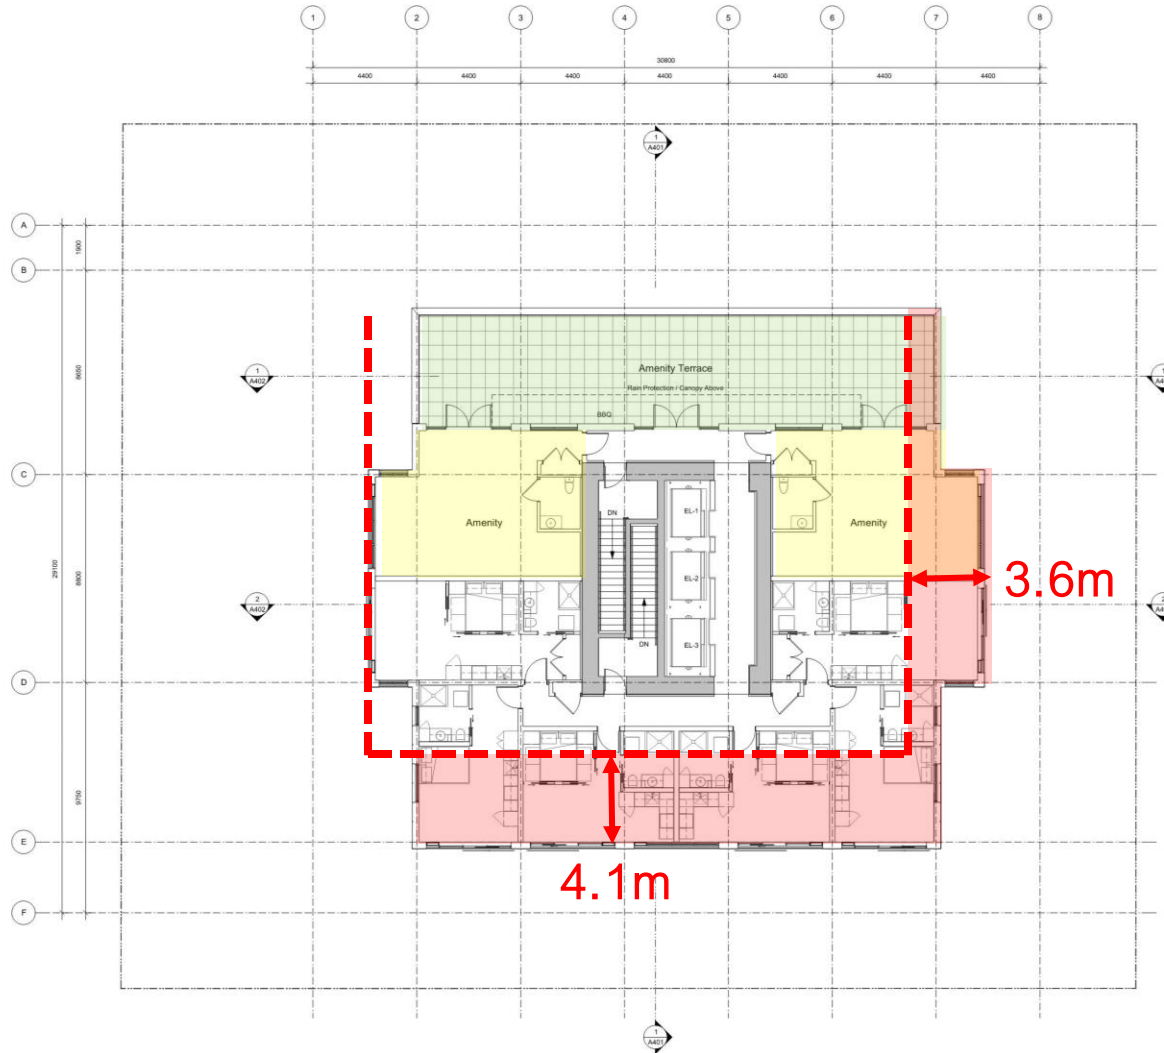 1 2 3 4 5 6 7 8
30800
4400 4400 4400 4400 4400 4400 4400
1
A401
A
1900
B
8650
1
A402
1
Amenity Terrace
Rain Protection / Canopy Above
BBQ
C
DN
EL-1
Amenity
Amenity
29100
8800
EL-2
3.6m
2
A402
2
DN
EL-3
D
9750
E
4.1m
F
1
A401